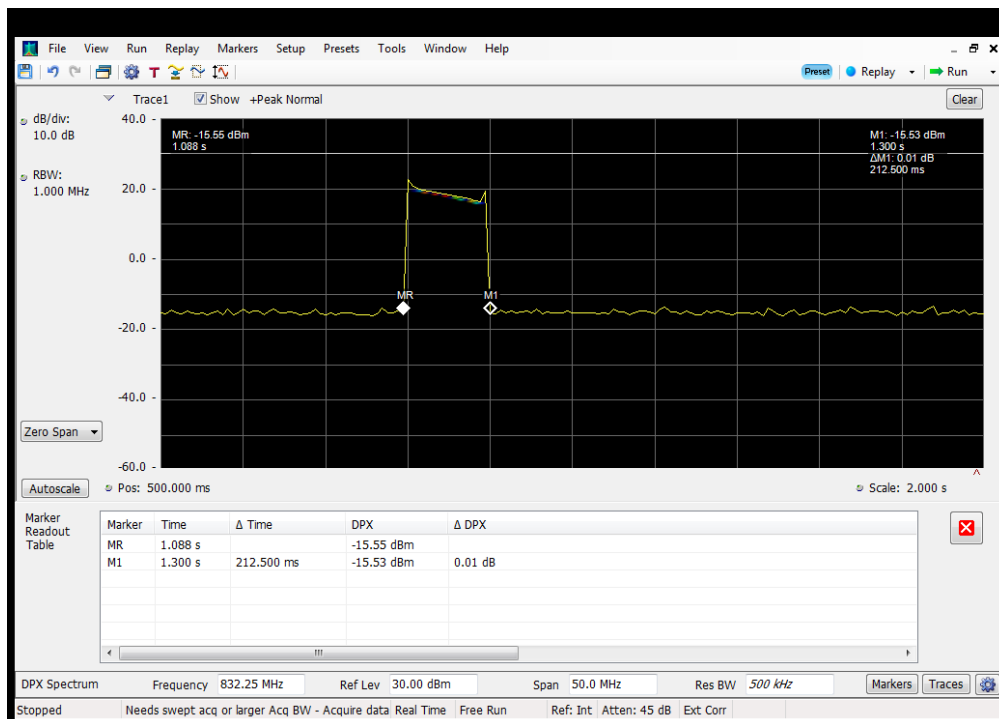 File View Run Replay Markers Setup Presets Tools Window Help
T Preset Replay Run
Trace1 Show +Peak Normal Clear
dB/div:
10.0 dB
RBW:
1.000 MHz
40.0
20.0
0.0
-20.0
-40.0
-60.0
MR: -15.55 dBm
1.088 s
M1: -15.53 dBm
1.300 s
ΔM1: 0.01 dB
212.500 ms
MR M1
Zero Span
Autoscale Pos: 500.000 ms Scale: 2.000 s
Marker
Readout
Table
Marker Time Δ Time DPX Δ DPX
MR 1.088 s -15.55 dBm
M1 1.300 s 212.500 ms -15.53 dBm 0.01 dB
DPX Spectrum Frequency 832.25 MHz Ref Lev 30.00 dBm Span 50.0 MHz Res BW 500 kHz Markers Traces
Stopped Needs swept acq or larger Acq BW - Acquire data Real Time Free Run Ref: Int Atten: 45 dB Ext Corr